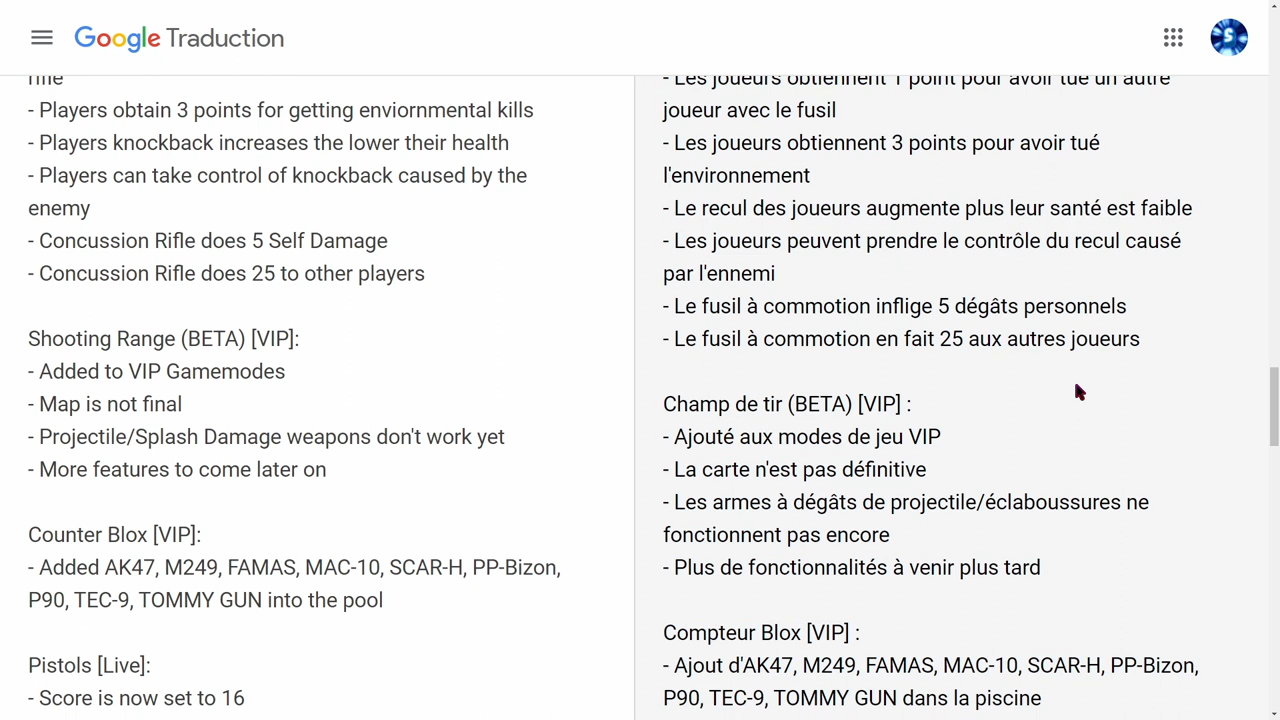 Google Traduction
S
rifle
- Players obtain 3 points for getting enviornmental kills
- Players knockback increases the lower their health
- Players can take control of knockback caused by the
enemy
- Concussion Rifle does 5 Self Damage
- Concussion Rifle does 25 to other players
Shooting Range (BETA) [VIP]:
- Added to VIP Gamemodes
- Map is not final
- Projectile/Splash Damage weapons don't work yet
- More features to come later on
Counter Blox [VIP]:
- Added AK47, M249, FAMAS, MAC-10, SCAR-H, PP-Bizon,
P90, TEC-9, TOMMY GUN into the pool
Pistols [Live]:
- Score is now set to 16
- Les joueurs obtiennent 1 point pour avoir tué un autre
joueur avec le fusil
- Les joueurs obtiennent 3 points pour avoir tué
l'environnement
- Le recul des joueurs augmente plus leur santé est faible
- Les joueurs peuvent prendre le contrôle du recul causé
par l'ennemi
- Le fusil à commotion inflige 5 dégâts personnels
- Le fusil à commotion en fait 25 aux autres joueurs
Champ de tir (BETA) [VIP] :
- Ajouté aux modes de jeu VIP
- La carte n'est pas définitive
- Les armes à dégâts de projectile/éclaboussures ne
fonctionnent pas encore
- Plus de fonctionnalités à venir plus tard
Compteur Blox [VIP] :
- Ajout d'AK47, M249, FAMAS, MAC-10, SCAR-H, PP-Bizon,
P90, TEC-9, TOMMY GUN dans la piscine